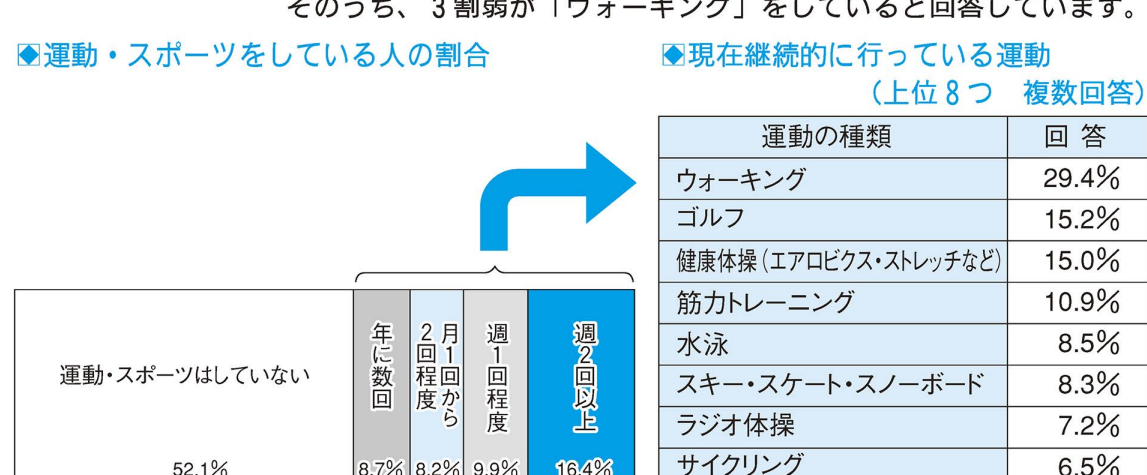 そのうち、3割弱が「ウォーキング」をしていると回答しています。
◆運動・スポーツをしている人の割合
運動・スポーツはしていない
52.1%
年に数回
8.7%
月1回から
2回程度
8.2%
週1回程度
9.9%
週2回以上
16.4%
◆現在継続的に行っている運動
(上位8つ 複数回答)
運動の種類 回答
ウォーキング 29.4%
ゴルフ 15.2%
健康体操(エアロビクス・ストレッチなど) 15.0%
筋力トレーニング 10.9%
水泳 8.5%
スキー・スケート・スノーボード 8.3%
ラジオ体操 7.2%
サイクリング 6.5%